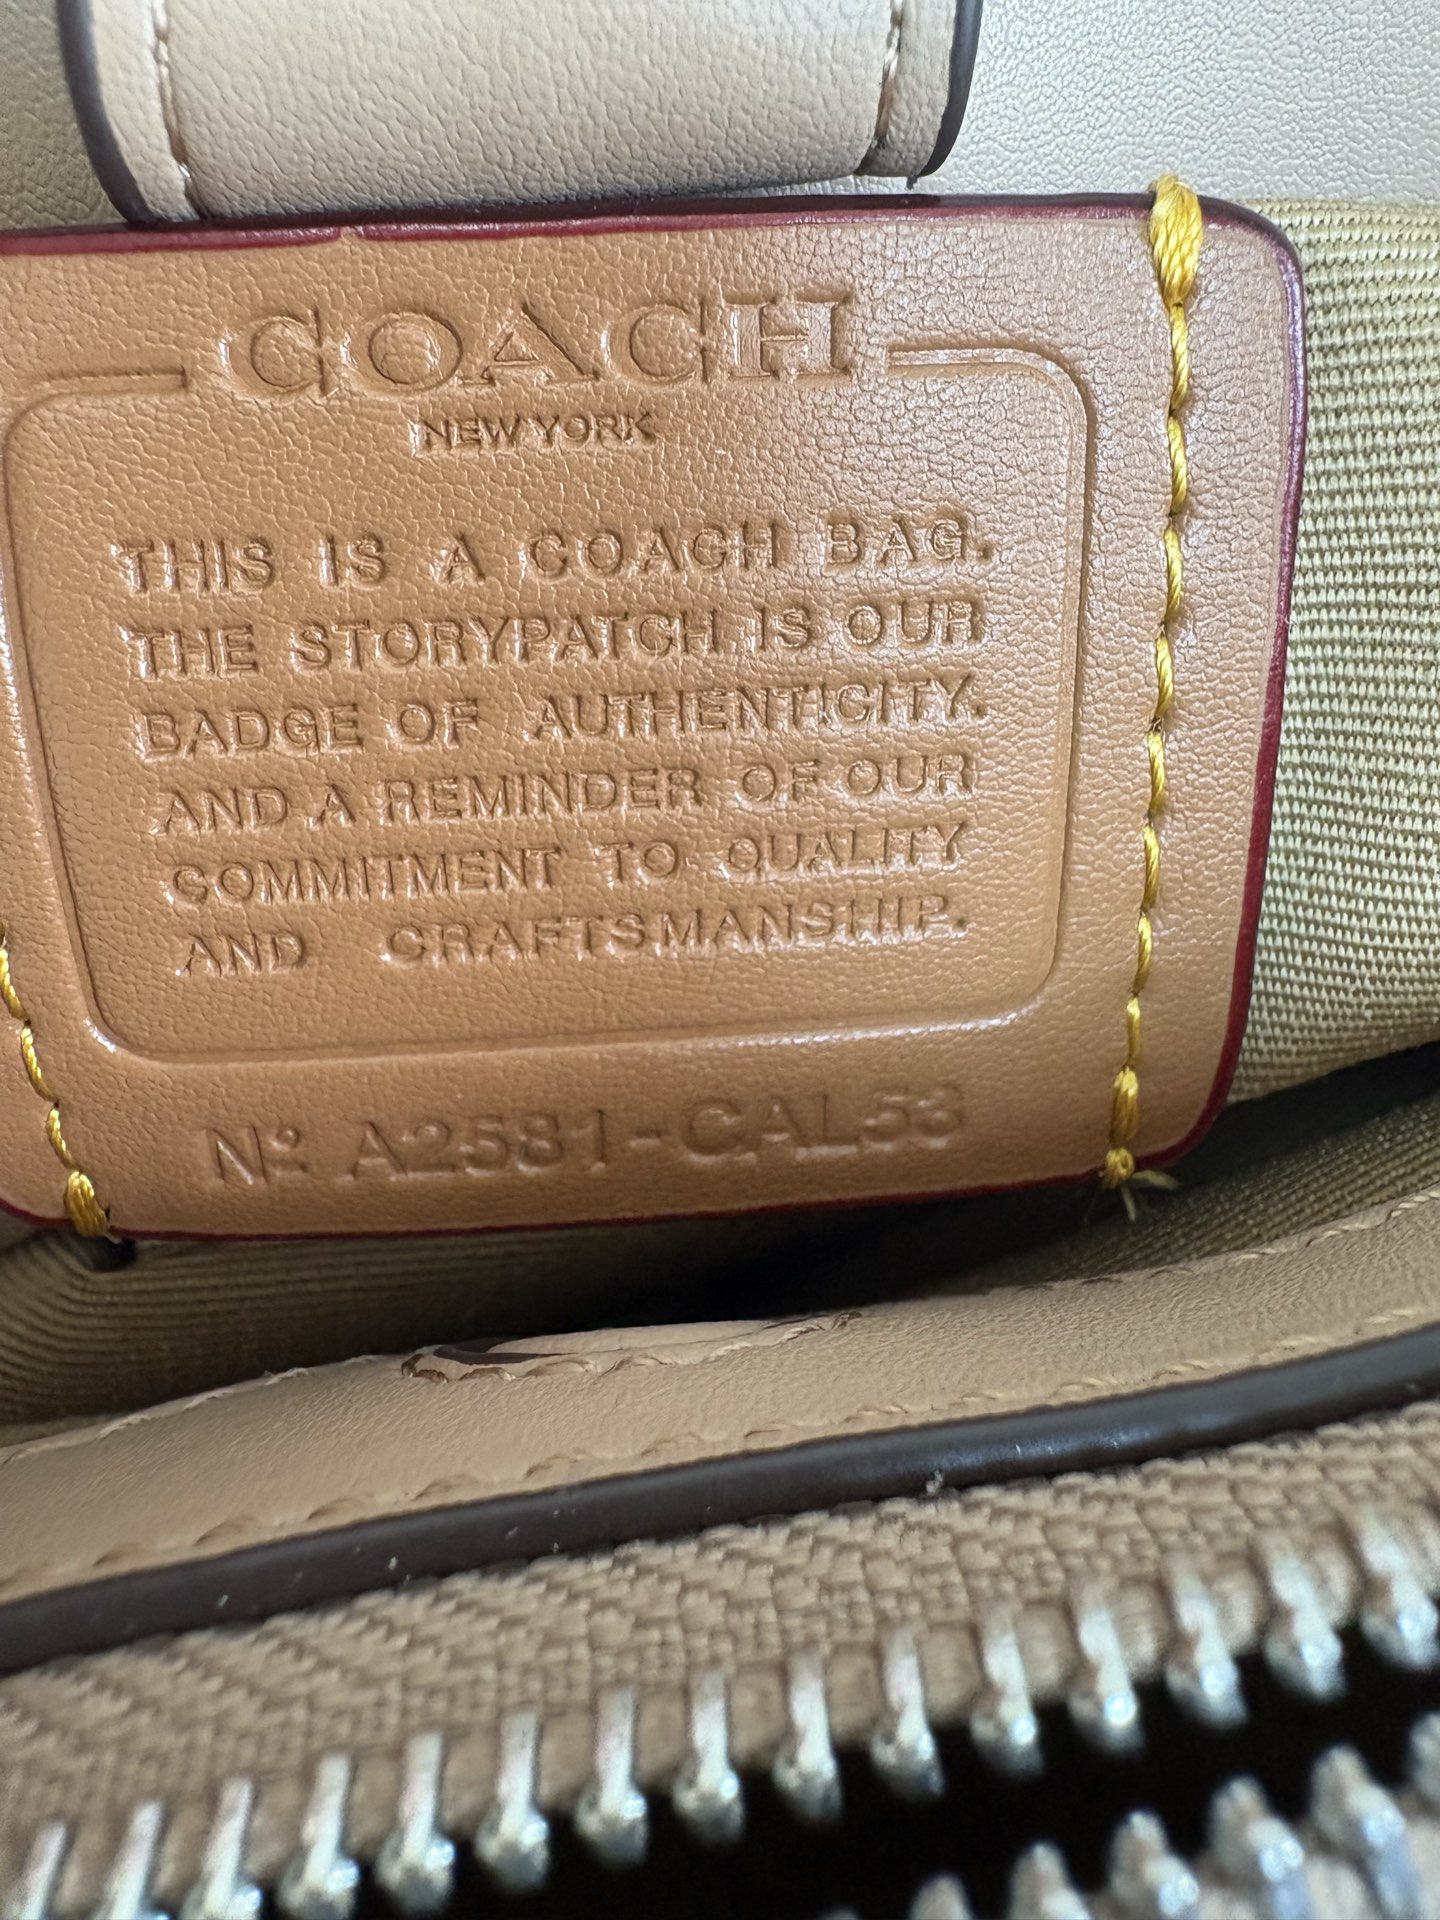 COACH
NEW YORK
THIS IS A COACH BAG.
THE STORYPATCH IS OUR
BADGE OF AUTHENTICITY.
AND A REMINDER OF OUR
COMMITMENT TO QUALITY
AND CRAFTSMANSHIP.
Nº A2581-CAL53